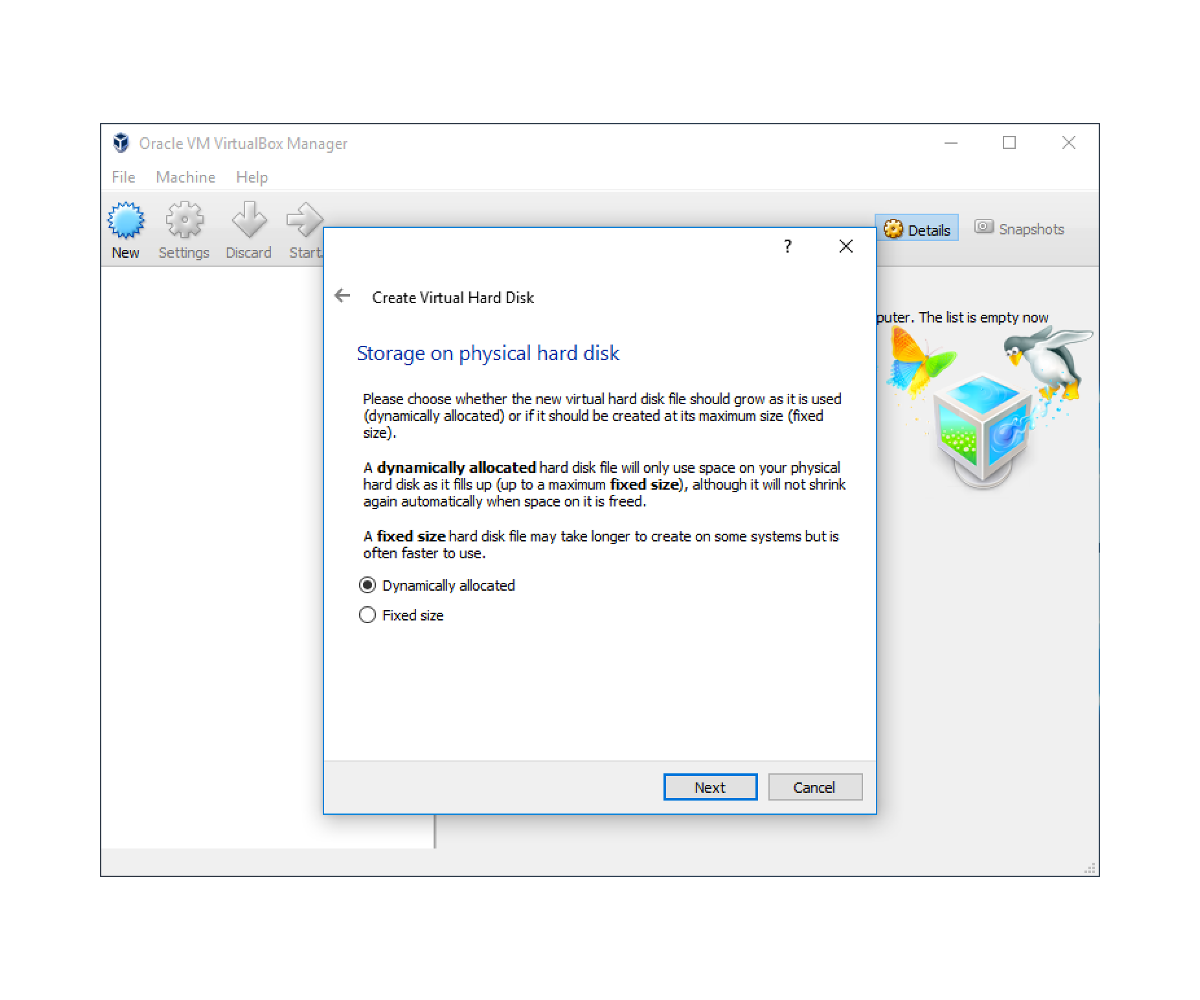 Oracle VM VirtualBox Manager
File Machine Help
New Settings Discard Start
Details Snapshots
?
Create Virtual Hard Disk
. The list is empty now
Storage on physical hard disk
Please choose whether the new virtual hard disk file should grow as it is used
(dynamically allocated) or if it should be created at its maximum size (fixed
size).
A dynamically allocated hard disk file will only use space on your physical
hard disk as it fills up (up to a maximum fixed size), although it will not shrink
again automatically when space on it is freed.
A fixed size hard disk file may take longer to create on some systems but is
often faster to use.
Dynamically allocated
Fixed size
Next Cancel